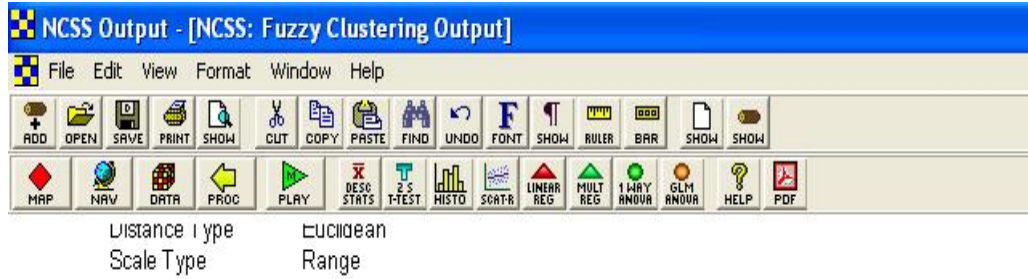 NCSS Output - [NCSS: Fuzzy Clustering Output]
File Edit View Format Window Help
ADD OPEN SAVE PRINT SHOW CUT COPY PASTE FIND UNDO FONT SHOW RULER BAR SHOW SHOW
MAP NAV DATA PROC PLAY DESC STATS 2 S T-TEST HISTO SCAT-R LINEAR REG MULT REG 1 WAY ANOVA GLM ANOVA HELP PDF
Distance Type Euclidean
Scale Type Range